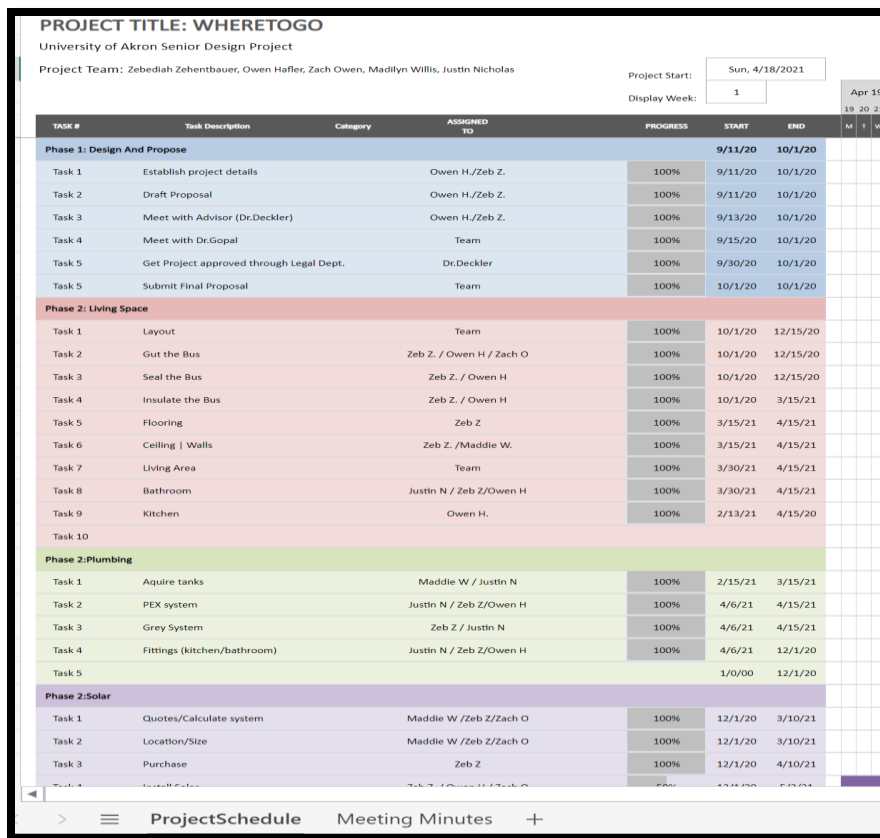 PROJECT TITLE: WHERETOGO
University of Akron Senior Design Project
Project Team: Zebediah Zehentbauer, Owen Hafler, Zach Owen, Madilyn Willis, Justin Nicholas
Project Start: Sun, 4/18/2021
Display Week: 1
Apr 19
19 20 2
TASK # Task Description Category ASSIGNED TO PROGRESS START END M T W
Phase 1: Design And Propose 9/11/20 10/1/20
Task 1 Establish project details Owen H./Zeb Z. 100% 9/11/20 10/1/20
Task 2 Draft Proposal Owen H./Zeb Z. 100% 9/11/20 10/1/20
Task 3 Meet with Advisor (Dr.Deckler) Owen H./Zeb Z. 100% 9/13/20 10/1/20
Task 4 Meet with Dr.Gopal Team 100% 9/15/20 10/1/20
Task 5 Get Project approved through Legal Dept. Dr.Deckler 100% 9/30/20 10/1/20
Task 5 Submit Final Proposal Team 100% 10/1/20 10/1/20
Phase 2: Living Space
Task 1 Layout Team 100% 10/1/20 12/15/20
Task 2 Gut the Bus Zeb Z. / Owen H / Zach O 100% 10/1/20 12/15/20
Task 3 Seal the Bus Zeb Z. / Owen H 100% 10/1/20 12/15/20
Task 4 Insulate the Bus Zeb Z. / Owen H 100% 10/1/20 3/15/21
Task 5 Flooring Zeb Z 100% 3/15/21 4/15/21
Task 6 Ceiling | Walls Zeb Z. /Maddie W. 100% 3/15/21 4/15/21
Task 7 Living Area Team 100% 3/30/21 4/15/21
Task 8 Bathroom Justin N / Zeb Z/Owen H 100% 3/30/21 4/15/21
Task 9 Kitchen Owen H. 100% 2/13/21 4/15/20
Task 10
Phase 2:Plumbing
Task 1 Aquire tanks Maddie W / Justin N 100% 2/15/21 3/15/21
Task 2 PEX system Justin N / Zeb Z/Owen H 100% 4/6/21 4/15/21
Task 3 Grey System Zeb Z / Justin N 100% 4/6/21 4/15/21
Task 4 Fittings (kitchen/bathroom) Justin N / Zeb Z/Owen H 100% 4/6/21 12/1/20
Task 5 1/0/00 12/1/20
Phase 2:Solar
Task 1 Quotes/Calculate system Maddie W /Zeb Z/Zach O 100% 12/1/20 3/10/21
Task 2 Location/Size Maddie W /Zeb Z/Zach O 100% 12/1/20 3/10/21
Task 3 Purchase Zeb Z 100% 12/1/20 4/10/21
ProjectSchedule Meeting Minutes